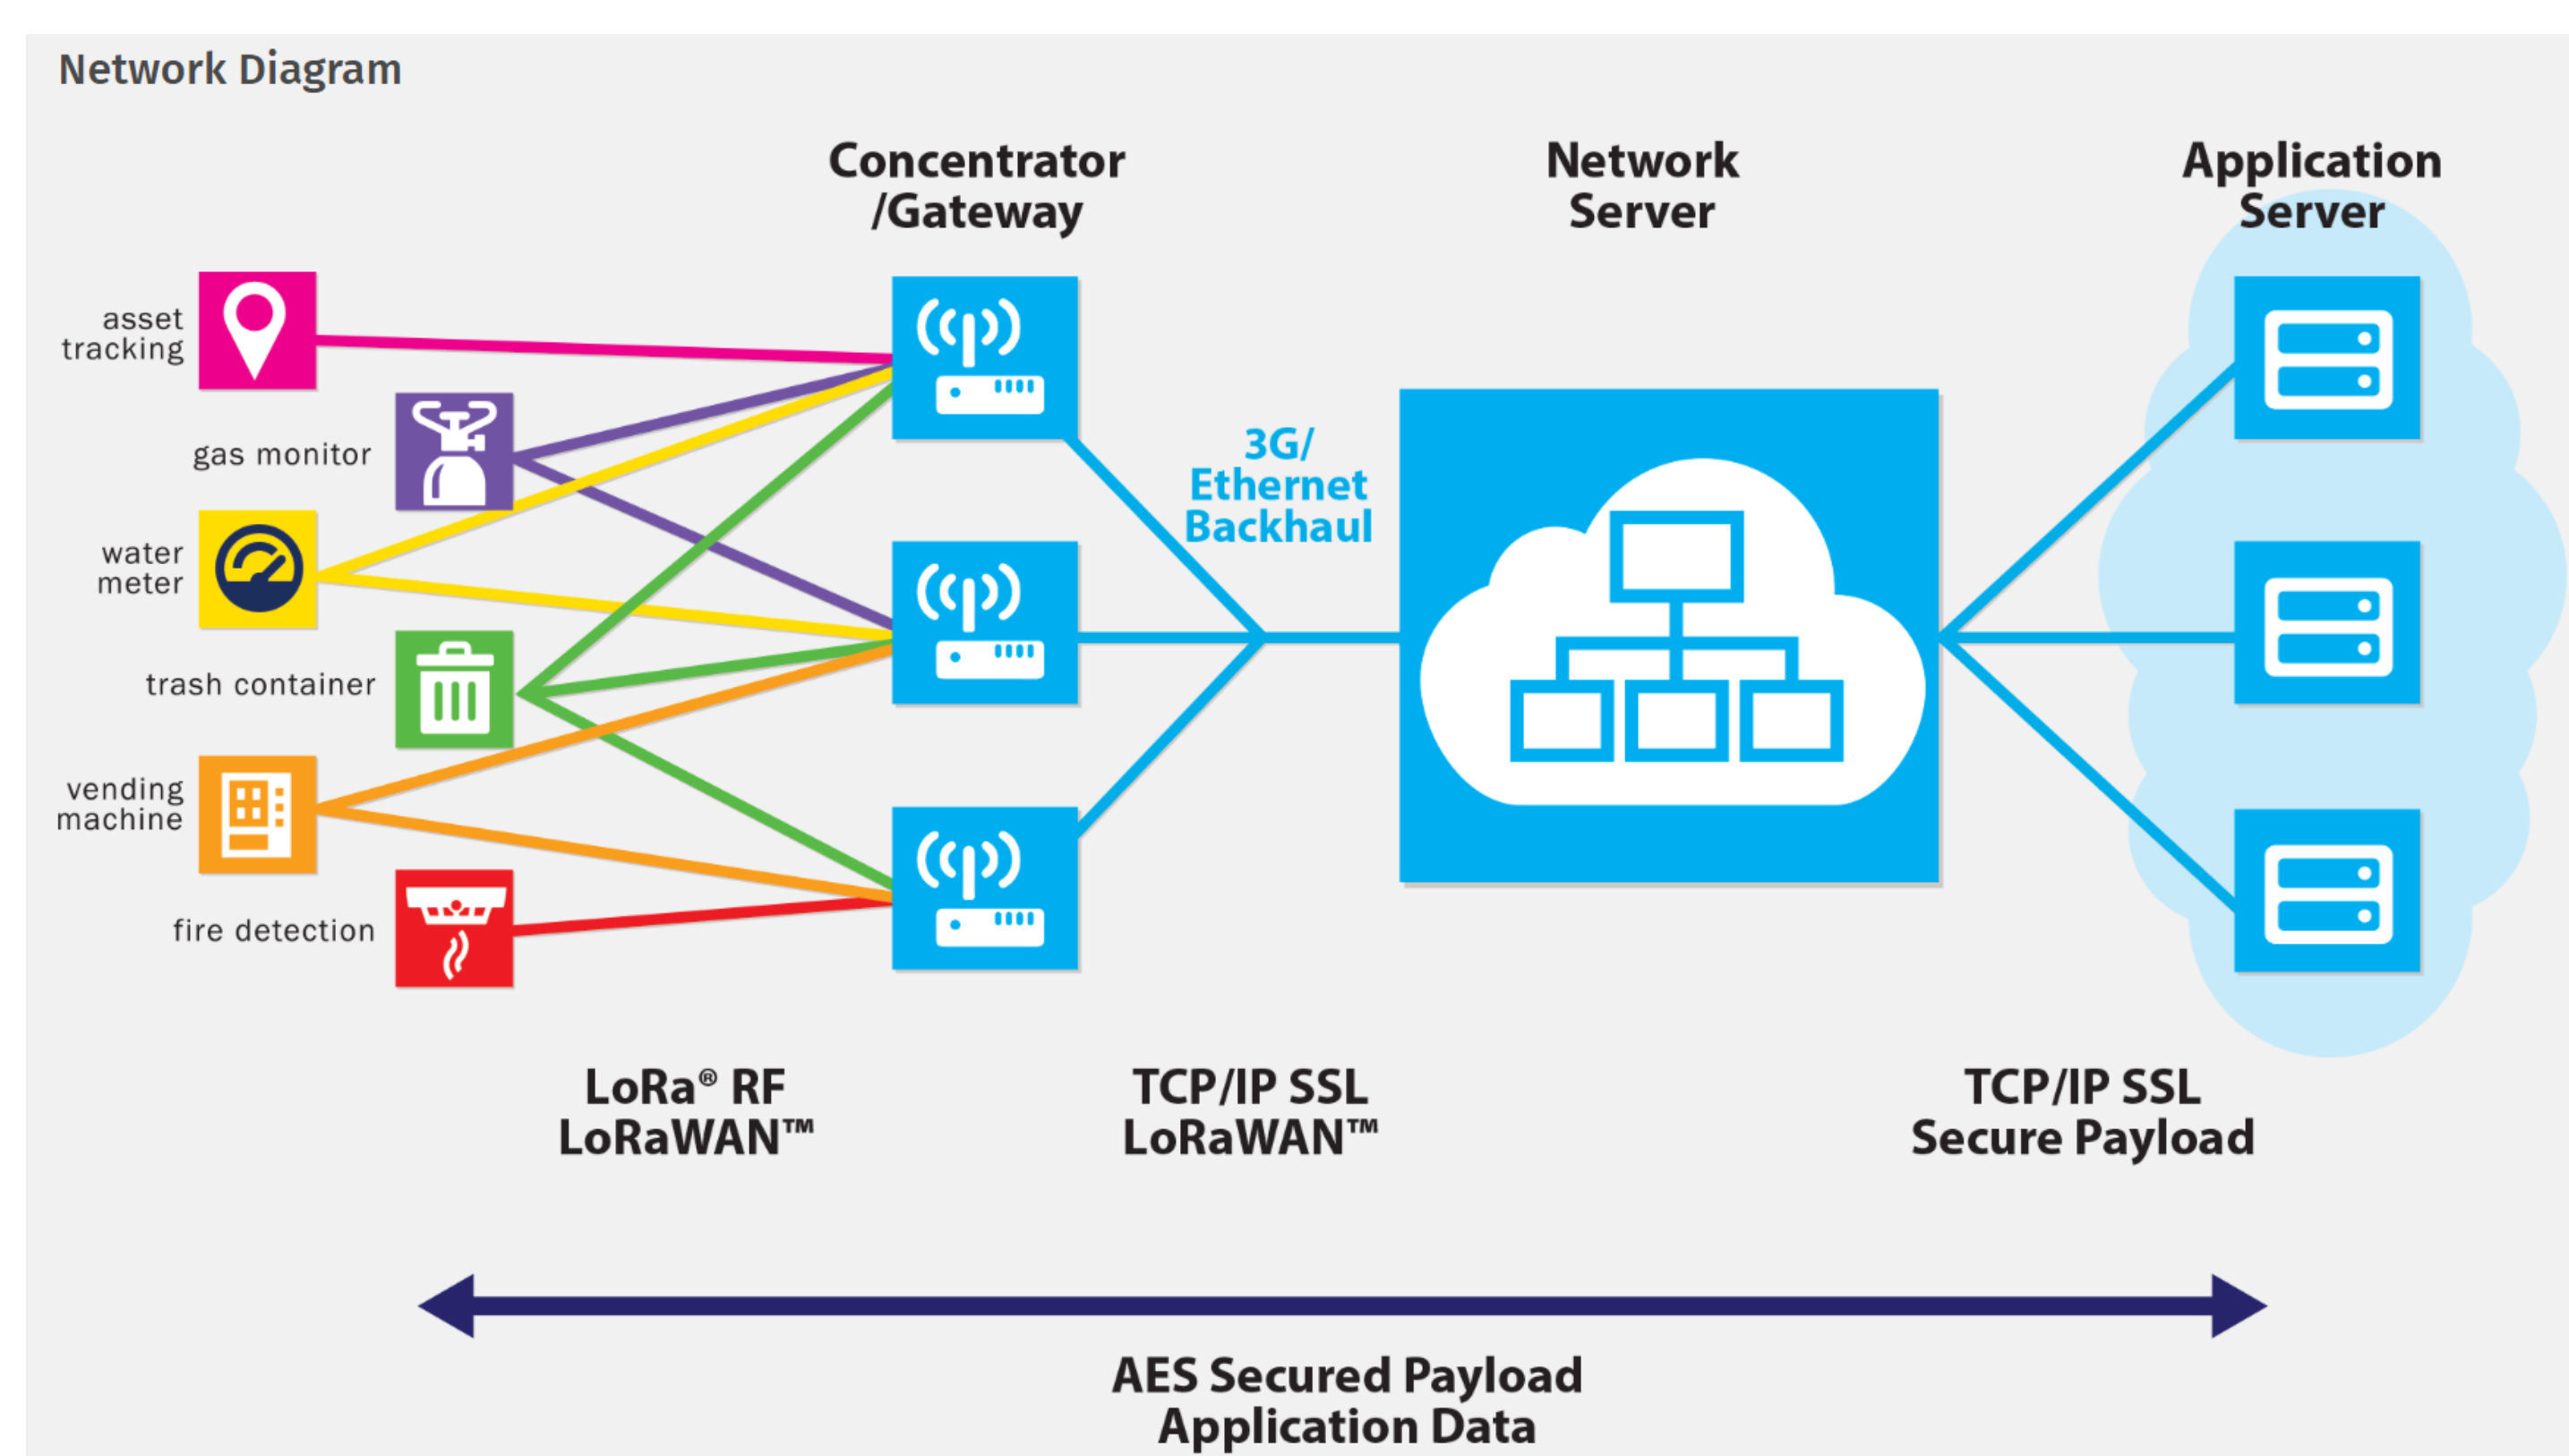 Network Diagram
Concentrator
/Gateway
Network
Server
Application
Server
asset
tracking
gas monitor
water
meter
trash container
vending
machine
fire detection
3G/
Ethernet
Backhaul
LoRa® RF
LoRaWAN™
TCP/IP SSL
LoRaWAN™
TCP/IP SSL
Secure Payload
AES Secured Payload
Application Data